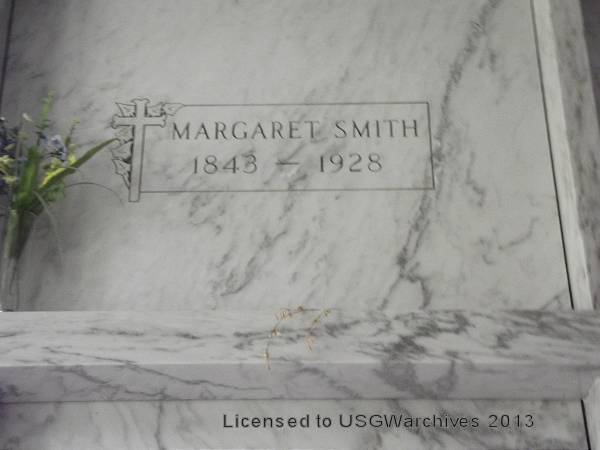 MARGARET SMITH
1843 — 1928
Licensed to USGWarchives 2013